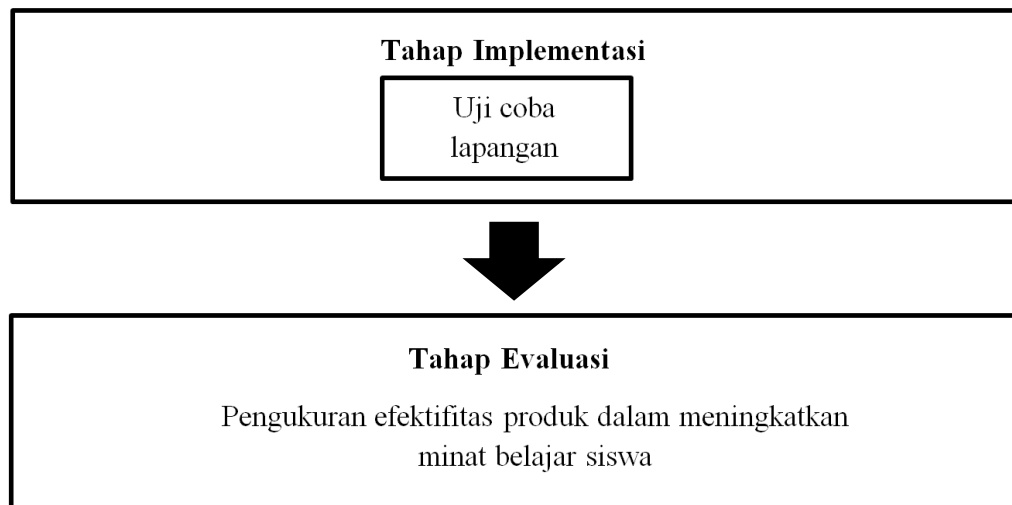 Tahap Implementasi
Uji coba
lapangan
Tahap Evaluasi
Pengukuran efektifitas produk dalam meningkatkan
minat belajar siswa